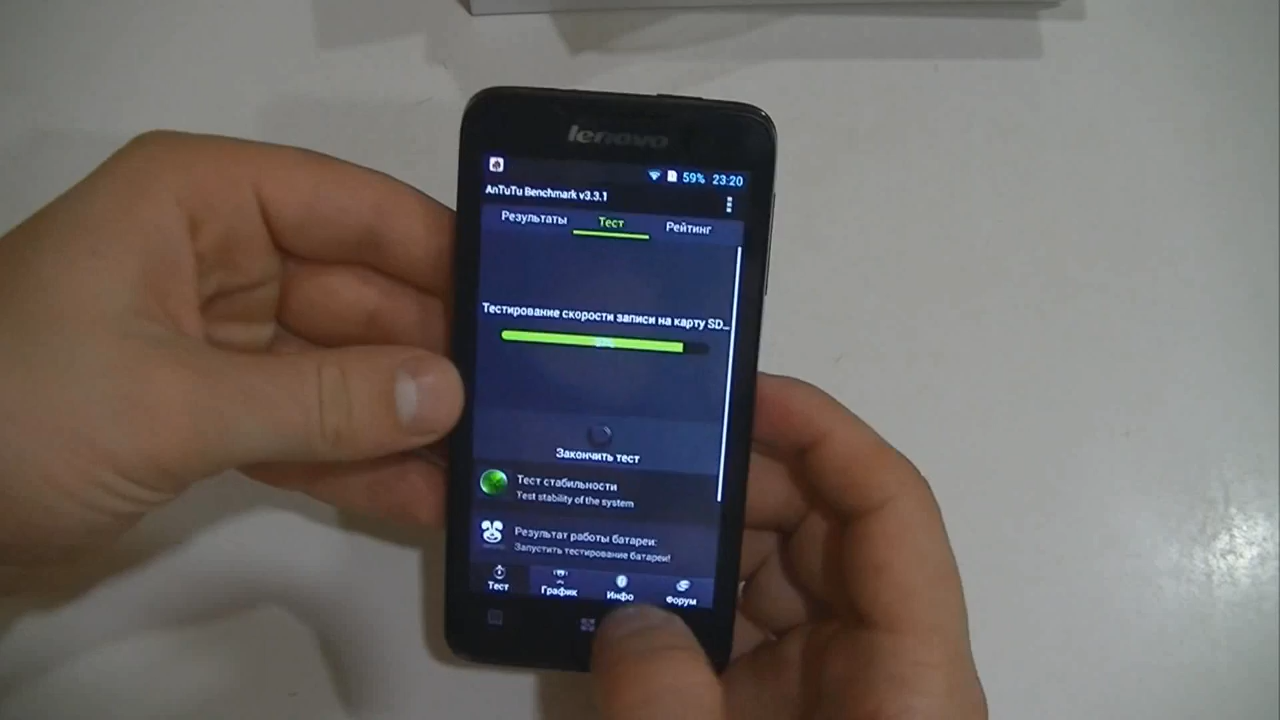 lenovo
59% 23:20
AnTuTu Benchmark v3.3.1
Результаты Тест Рейтинг
Тестирование скорости записи на карту SD...
Закончить тест
Тест стабильности
Test stability of the system
Результат работы батареи:
Запустить тестирование батареи!
Тест График Инфо Форум